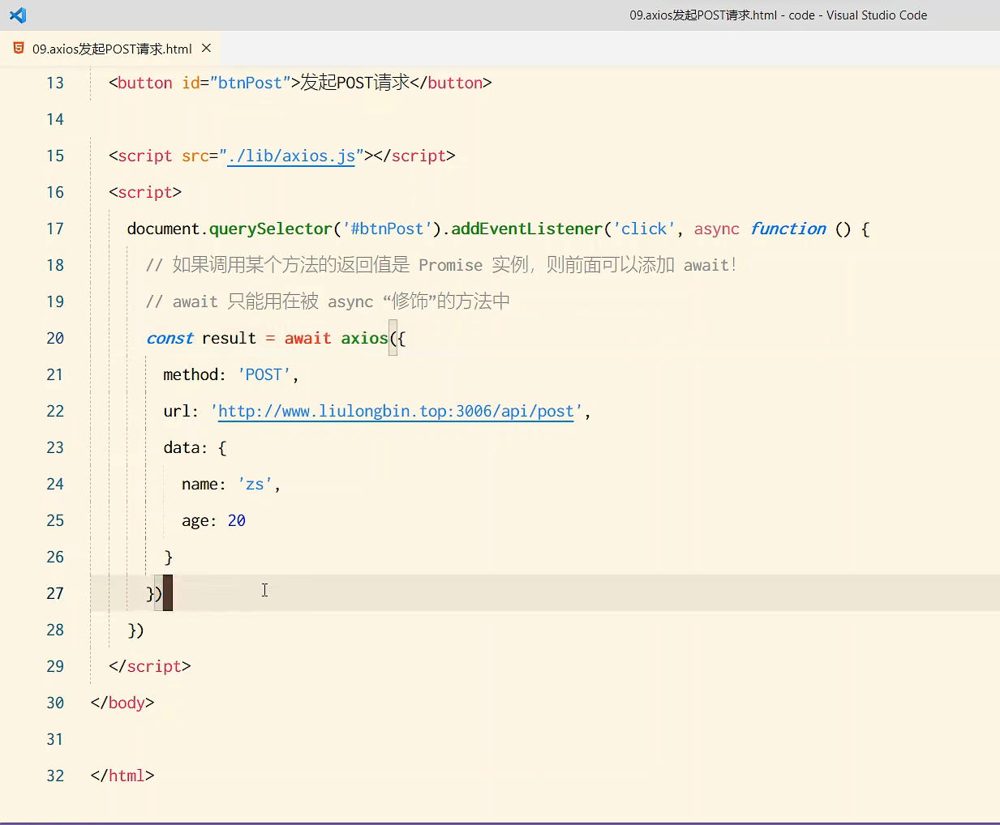 09.axios发起POST请求.html - code - Visual Studio Code
09.axios发起POST请求.html
13 <button id="btnPost">发起POST请求</button>
14
15 <script src="./lib/axios.js"></script>
16 <script>
17 document.querySelector('#btnPost').addEventListener('click', async function () {
18 // 如果调用某个方法的返回值是 Promise 实例，则前面可以添加 await！
19 // await 只能用在被 async “修饰”的方法中
20 const result = await axios({
21 method: 'POST',
22 url: 'http://www.liulongbin.top:3006/api/post',
23 data: {
24 name: 'zs',
25 age: 20
26 }
27 })
28 })
29 </script>
30 </body>
31
32 </html>